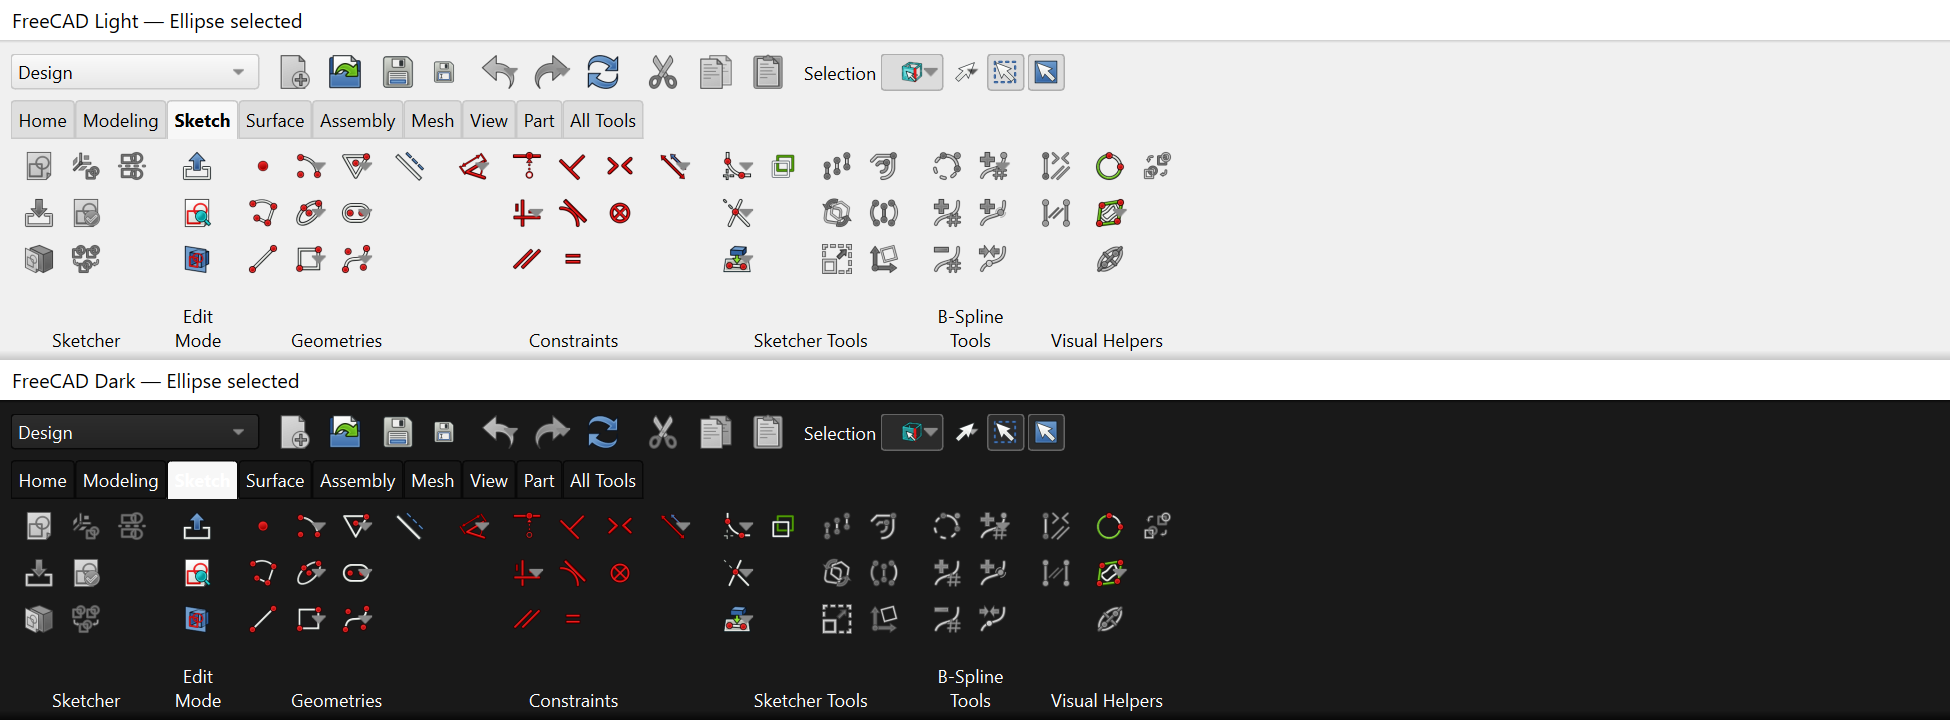 FreeCAD Light — Ellipse selected
Design
Selection
Home Modeling Sketch Surface Assembly Mesh View Part All Tools
Edit
B-Spline
Sketcher Mode Geometries Constraints Sketcher Tools Tools Visual Helpers
FreeCAD Dark — Ellipse selected
Design
Selection
Home Modeling Sketch Surface Assembly Mesh View Part All Tools
Edit
B-Spline
Sketcher Mode Geometries Constraints Sketcher Tools Tools Visual Helpers